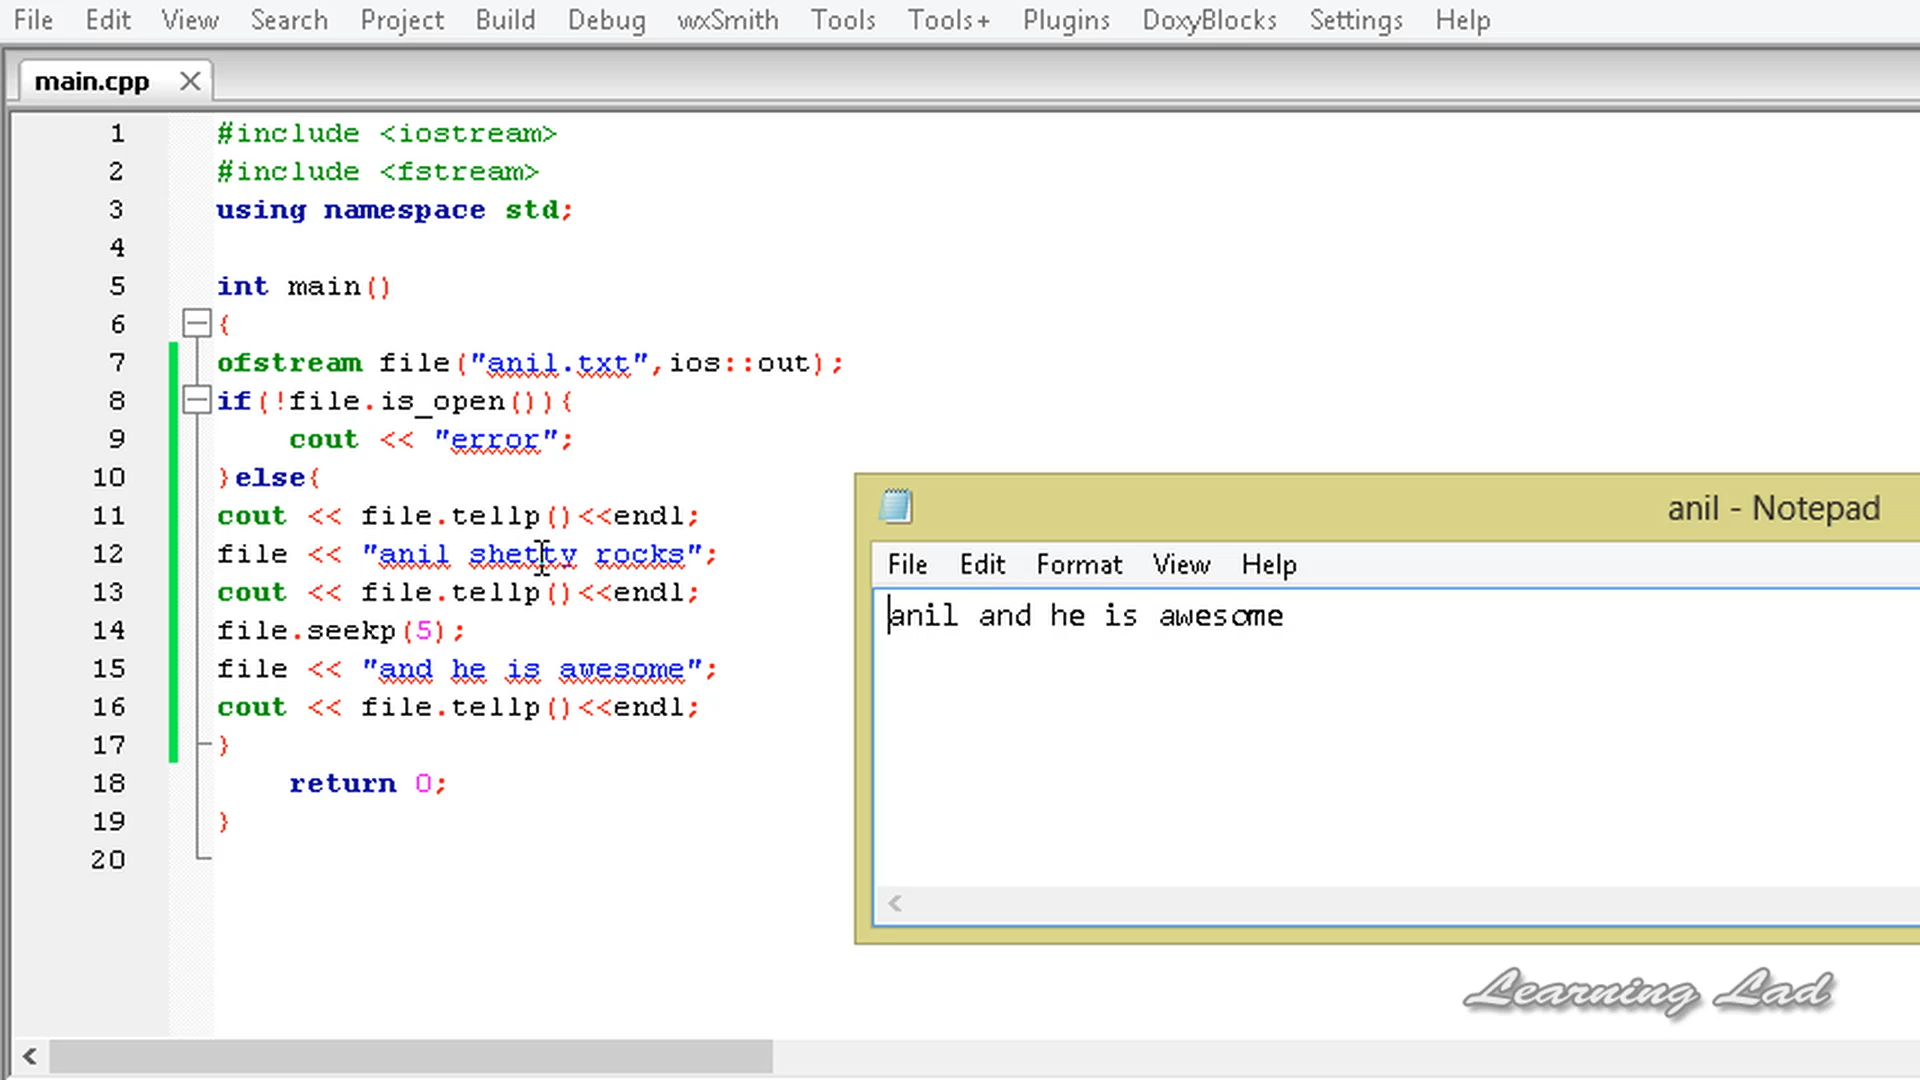 File Edit View Search Project Build Debug wxSmith Tools Tools+ Plugins DoxyBlocks Settings Help
main.cpp
1 #include <iostream>
2 #include <fstream>
3 using namespace std;
4
5 int main()
6 {
7 ofstream file("anil.txt",ios::out);
8 if(!file.is_open()){
9 cout << "error";
10 }else{
11 cout << file.tellp()<<endl;
12 file << "anil shetty rocks";
13 cout << file.tellp()<<endl;
14 file.seekp(5);
15 file << "and he is awesome";
16 cout << file.tellp()<<endl;
17 }
18 return 0;
19 }
20
anil - Notepad
File Edit Format View Help
anil and he is awesome
Learning Lad